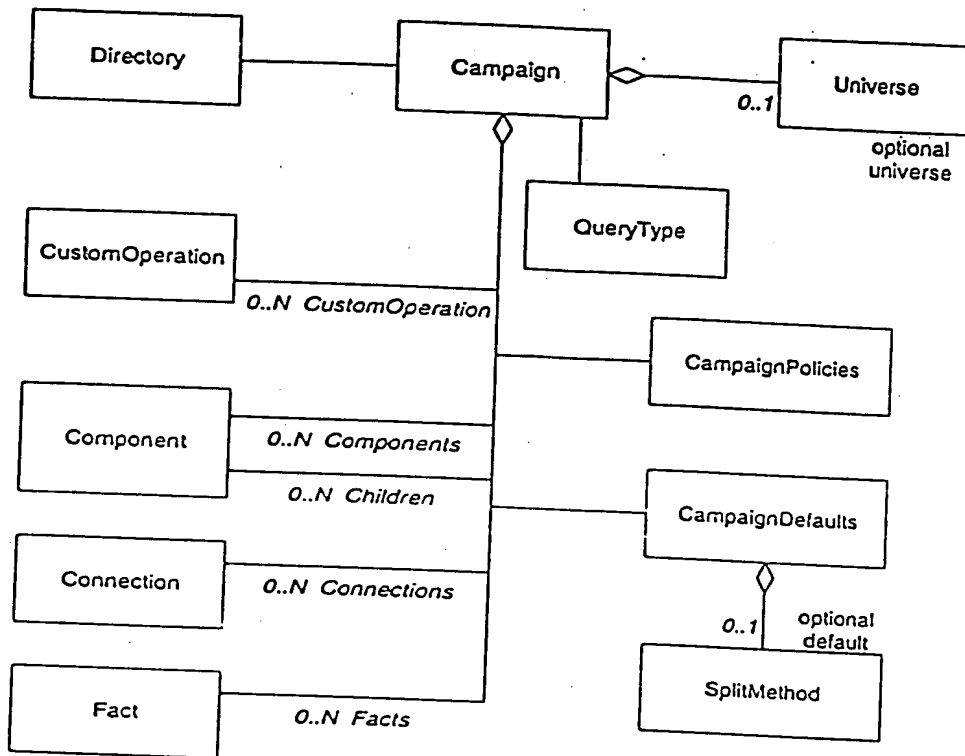 Directory
Campaign
Universe
0..1
optional
universe
QueryType
CustomOperation
0..N CustomOperation
CampaignPolicies
Component
0..N Components
0..N Children
CampaignDefaults
Connection
0..N Connections
0..1
optional
default
SplitMethod
Fact
0..N Facts